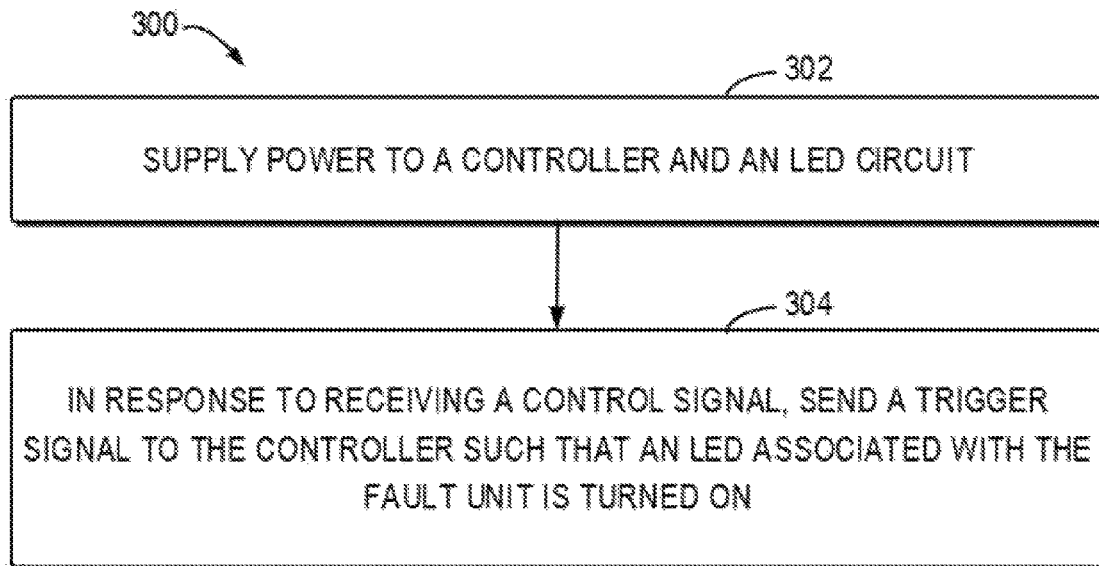 300
302
SUPPLY POWER TO A CONTROLLER AND AN LED CIRCUIT
304
IN RESPONSE TO RECEIVING A CONTROL SIGNAL, SEND A TRIGGER
SIGNAL TO THE CONTROLLER SUCH THAT AN LED ASSOCIATED WITH THE
FAULT UNIT IS TURNED ON